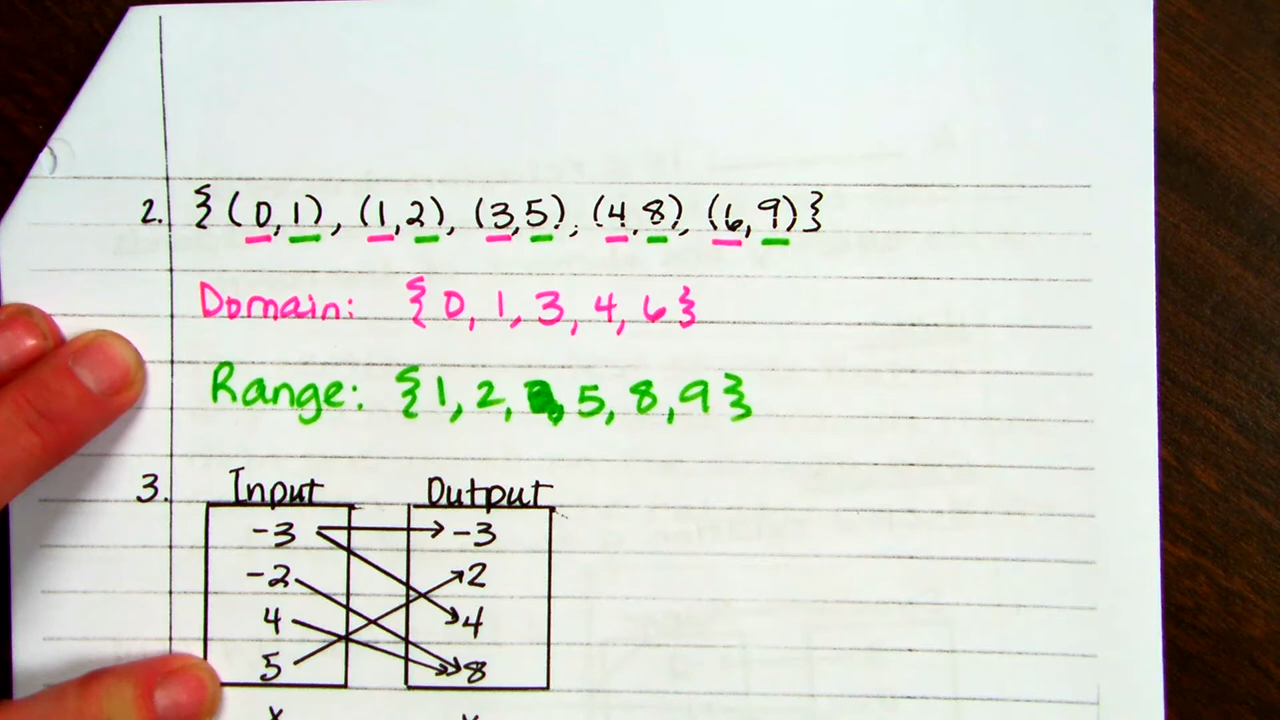 2. {(0,1), (1,2), (3,5), (4,8), (6,9)}
Domain: {0, 1, 3, 4, 6}
Range: {1, 2, 5, 8, 9}
3. Input Output
-3 -3
-2 2
4 4
5 8